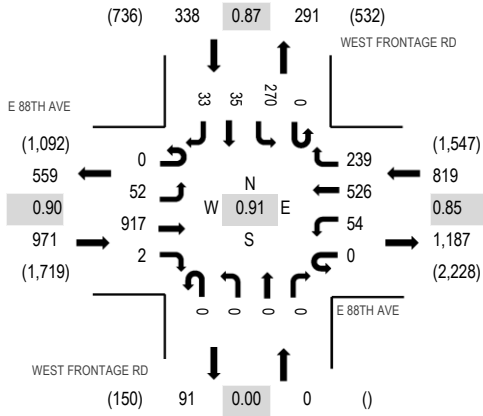 (736) 338 0.87 291 (532)
WEST FRONTAGE RD
33 35 270 0
E 88TH AVE
(1,092) (1,547)
0 239
559 819
52 N 526
0.90 W 0.91 E 0.85
917 54
971 S 1,187
2 0
(1,719) (2,228)
0 0 0 0
E 88TH AVE
WEST FRONTAGE RD
(150) 91 0.00 0 ()